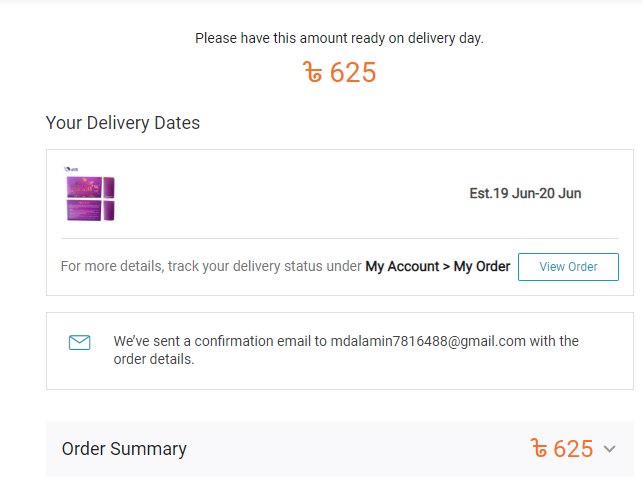 Please have this amount ready on delivery day.
৳ 625
Your Delivery Dates
Est.19 Jun-20 Jun
For more details, track your delivery status under My Account > My Order
View Order
We've sent a confirmation email to mdalamin7816488@gmail.com with the
order details.
Order Summary
৳ 625